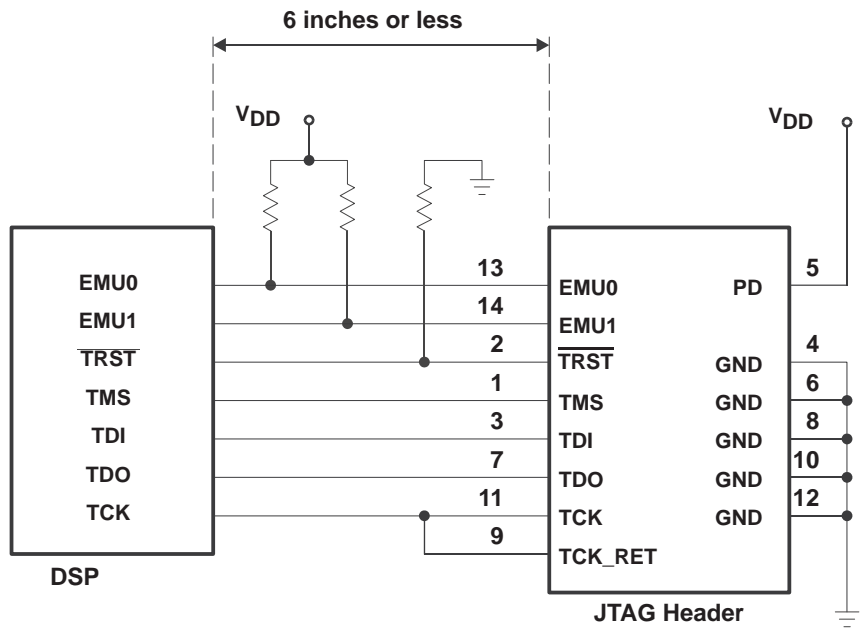 6 inches or less
VDD
VDD
EMU0
13
EMU0
PD
5
EMU1
14
EMU1
TRST
2
TRST
GND
4
TMS
1
TMS
GND
6
TDI
3
TDI
GND
8
TDO
7
TDO
GND
10
TCK
11
TCK
GND
12
9
TCK_RET
DSP
JTAG Header